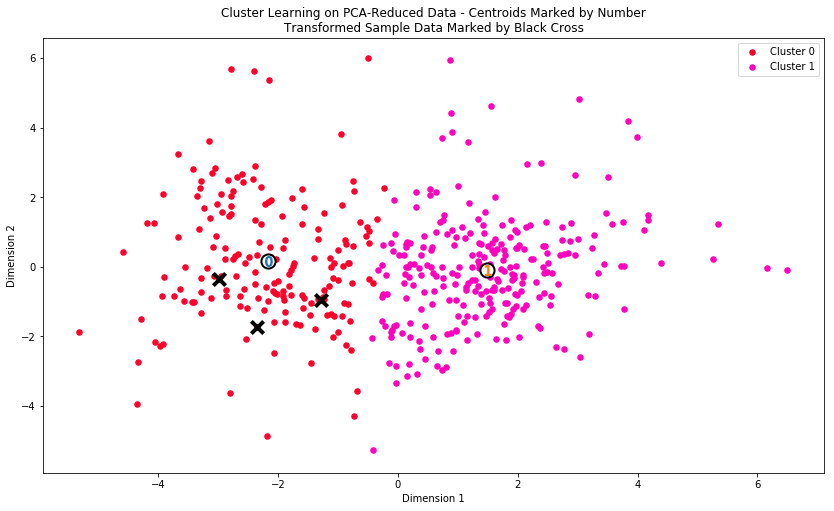 Cluster Learning on PCA-Reduced Data - Centroids Marked by Number
Transformed Sample Data Marked by Black Cross
Cluster 0
Cluster 1
6
4
2
0
−2
−4
Dimension 2
0
1
−4
−2
0
2
4
6
Dimension 1